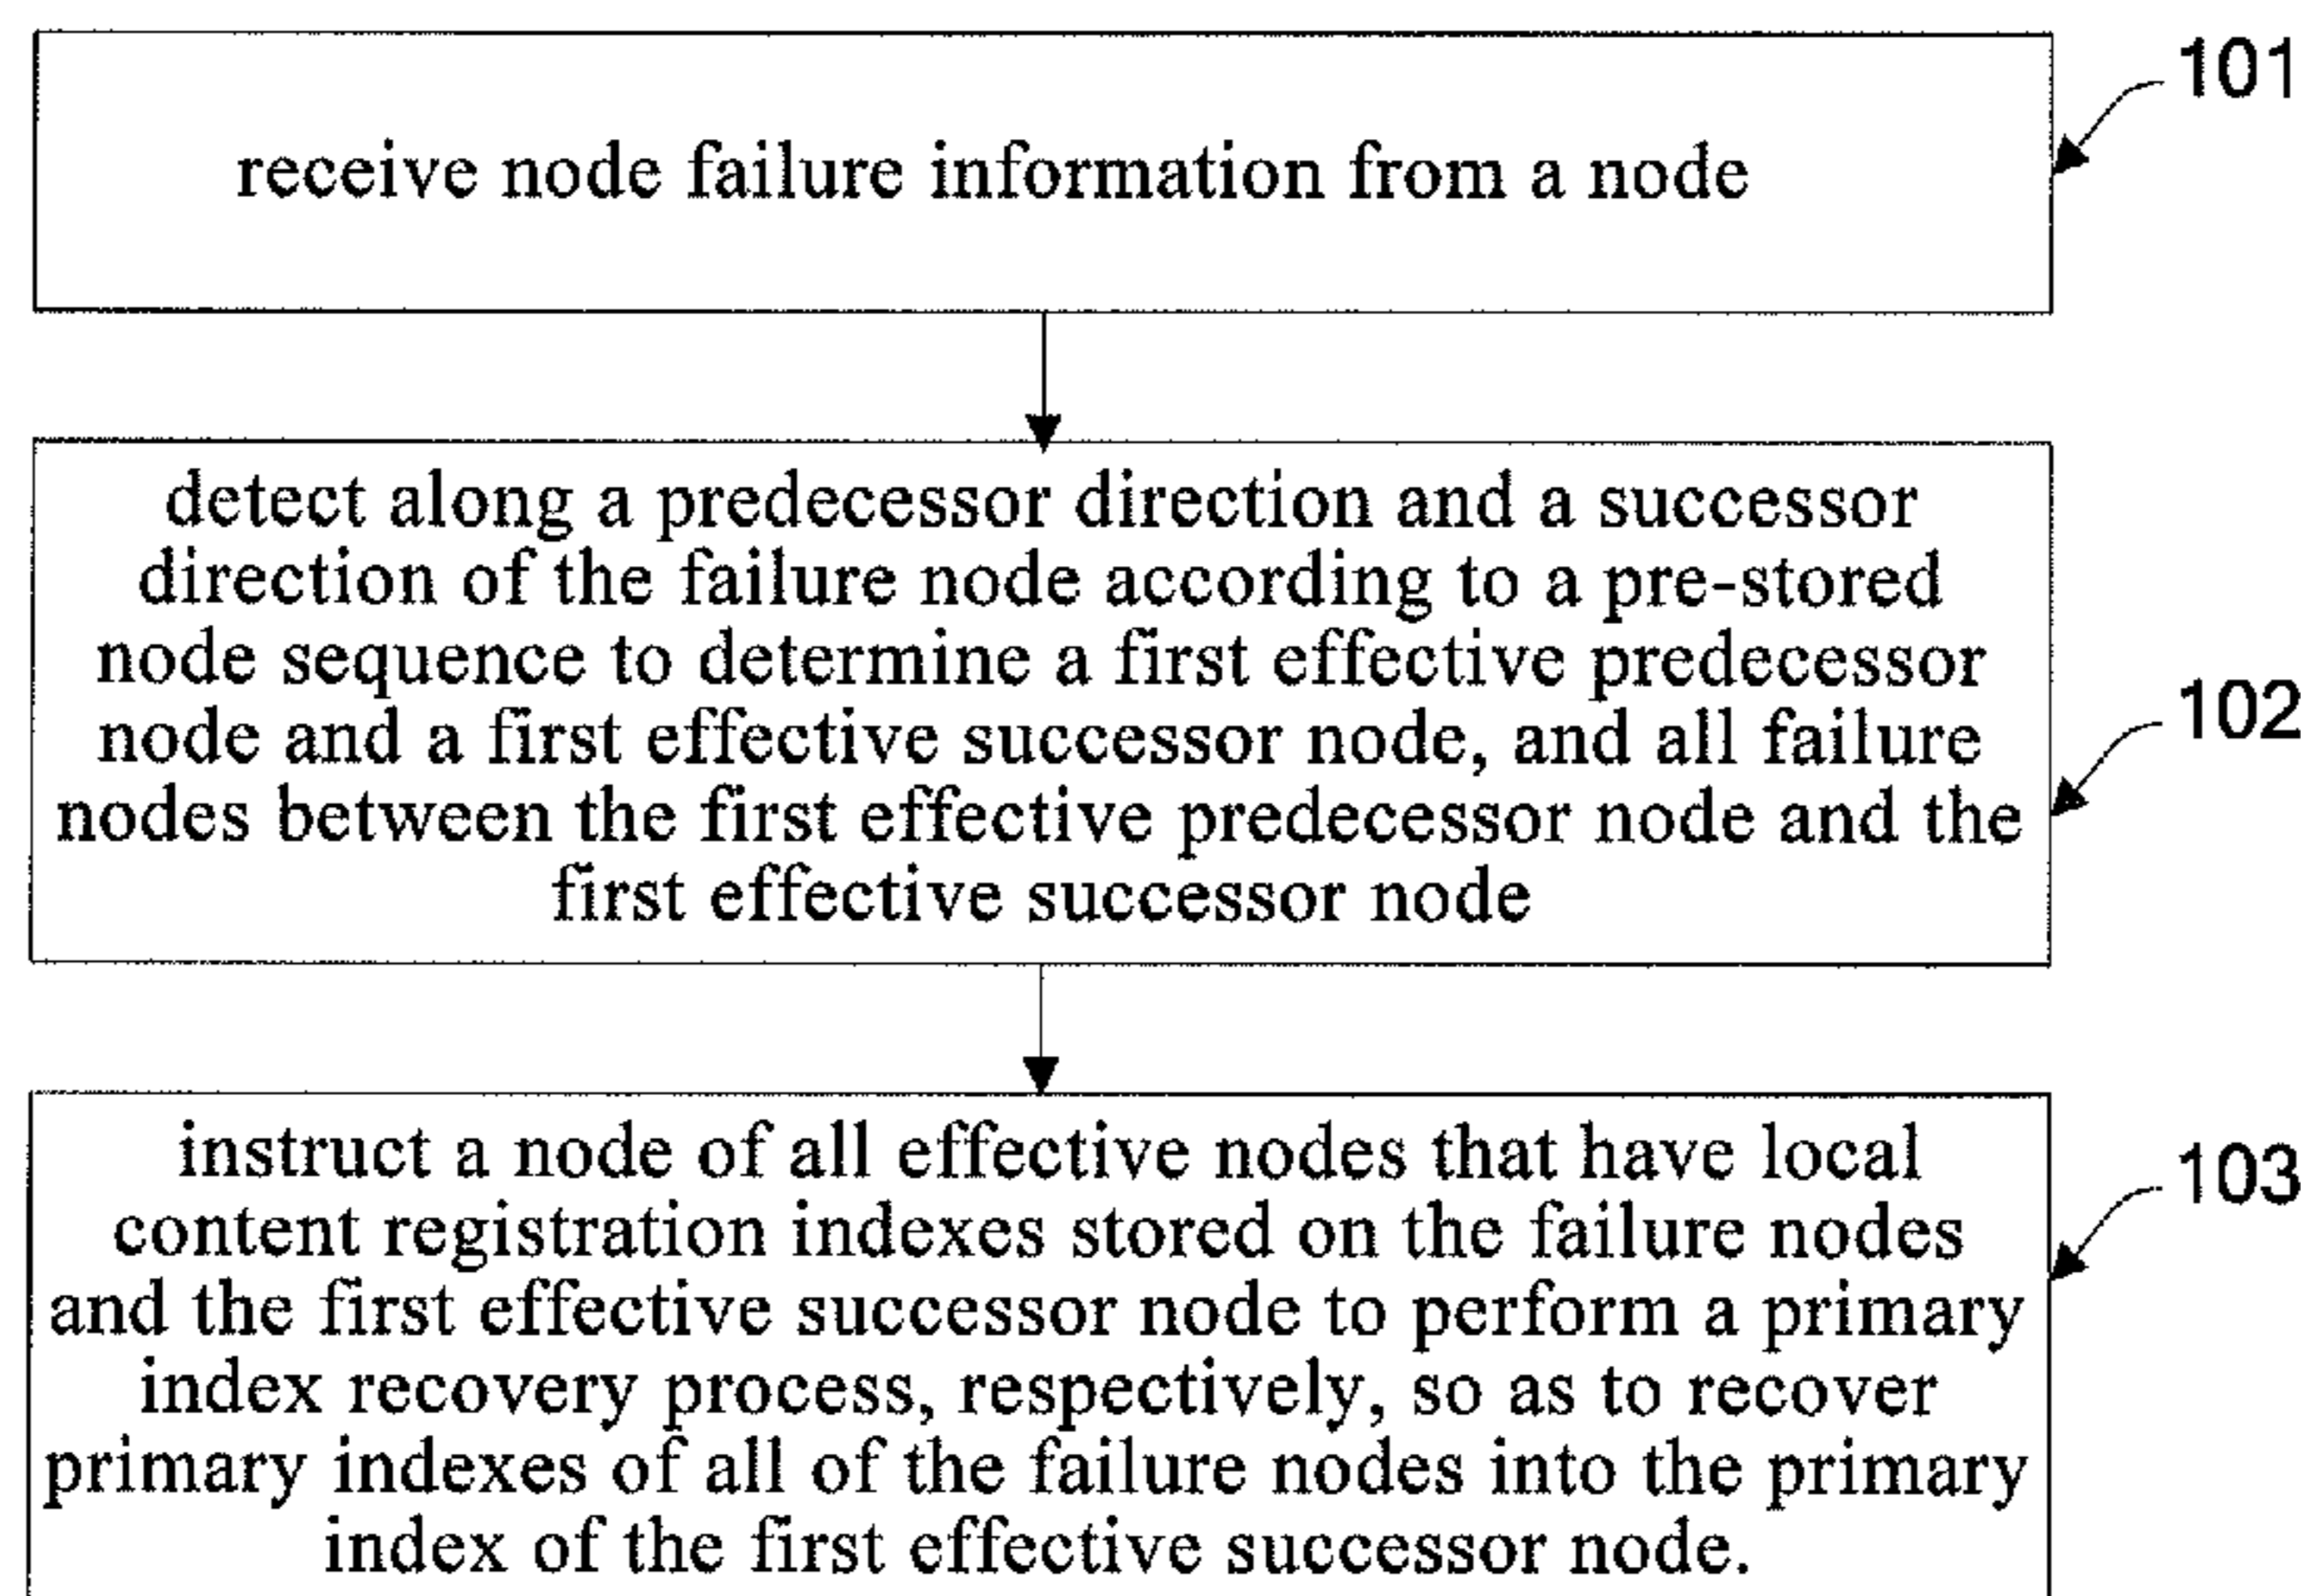 receive node failure information from a node
101
detect along a predecessor direction and a successor
direction of the failure node according to a pre-stored
node sequence to determine a first effective predecessor
node and a first effective successor node, and all failure
nodes between the first effective predecessor node and the
first effective successor node
102
instruct a node of all effective nodes that have local
content registration indexes stored on the failure nodes
and the first effective successor node to perform a primary
index recovery process, respectively, so as to recover
primary indexes of all of the failure nodes into the primary
index of the first effective successor node.
103